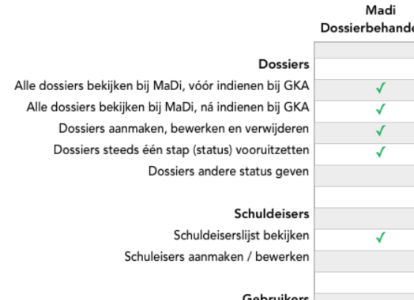 Madi
Dossiers
Alle dossiers bekijken bij MaDi, vóór indienen bij GKA ✓
Alle dossiers bekijken bij MaDi, ná indienen bij GKA ✓
Dossiers aanmaken, bewerken en verwijderen ✓
Dossiers steeds één stap (status) vooruitzetten ✓
Dossiers andere status geven
Schuldeisers
Schuldeiserslijst bekijken ✓
Schuleisers aanmaken / bewerken
Gebruikers